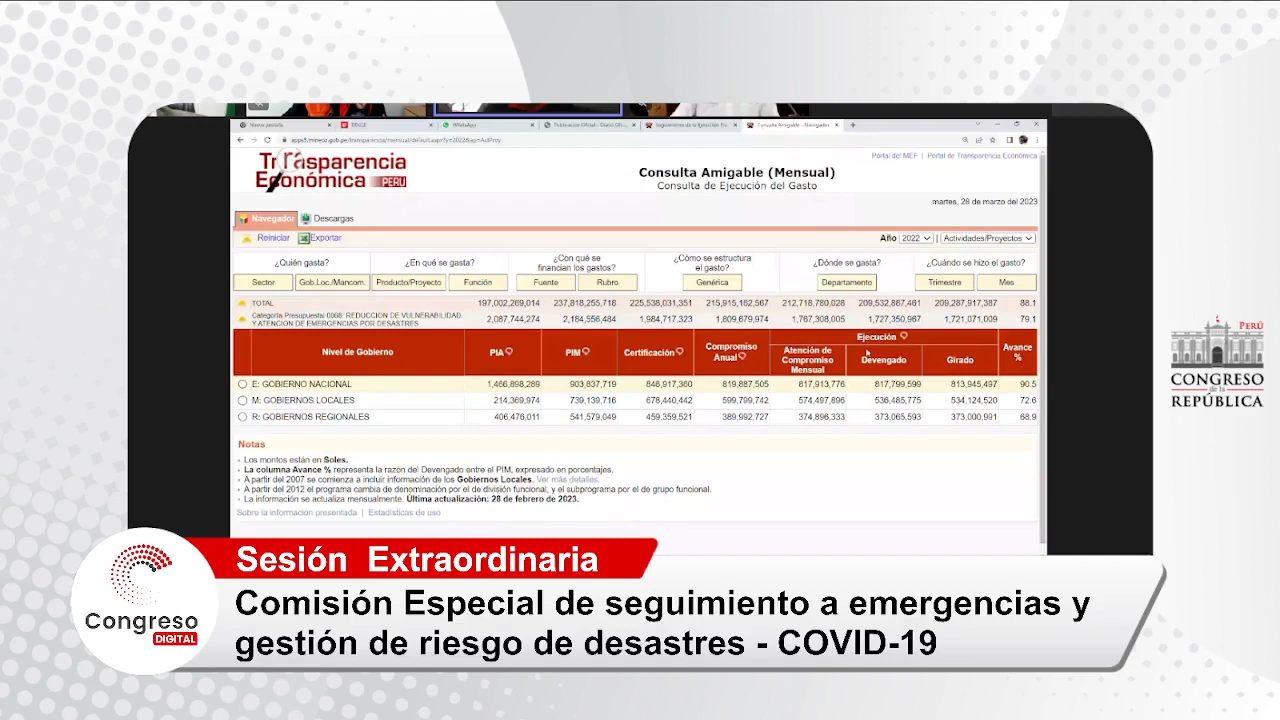 Nueva pestaña
WhatsApp
Consulta Amigable - Navegador
Transparencia
Económica PERU
Consulta Amigable (Mensual)
Consulta de Ejecución del Gasto
Portal del MEF | Portal de Transparencia Económica
martes, 28 de marzo del 2023
Navegador Descargas
Reiniciar Exportar
Año 2022 | Actividades/Proyectos
¿Quién gasta? ¿En qué se gasta? ¿Con qué se financian los gastos? ¿Cómo se estructura el gasto? ¿Dónde se gasta? ¿Cuándo se hizo el gasto?
Sector Gob.Loc./Mancom. Producto/Proyecto Función Fuente Rubro Genérica Departamento Trimestre Mes
TOTAL 197,002,269,014 237,818,255,718 225,538,031,351 215,915,162,567 212,718,780,028 209,532,887,461 209,287,917,387 88.1
Categoría Presupuestal 0068: REDUCCION DE VULNERABILIDAD Y ATENCION DE EMERGENCIAS POR DESASTRES 2,087,744,274 2,184,556,484 1,984,717,323 1,809,679,974 1,767,308,005 1,727,350,967 1,721,071,009 79.1
Nivel de Gobierno PIA PIM Certificación Compromiso Anual Ejecución Avance %
Atención de Compromiso Mensual Devengado Girado
E: GOBIERNO NACIONAL 1,466,898,289 903,837,719 846,917,360 819,887,505 817,913,776 817,799,599 813,945,497 90.5
M: GOBIERNOS LOCALES 214,369,974 739,139,716 678,440,442 599,799,742 574,497,896 536,485,775 534,124,520 72.6
R: GOBIERNOS REGIONALES 406,476,011 541,579,049 459,359,521 389,992,727 374,896,333 373,065,593 373,000,991 68.9
Notas
Los montos están en Soles.
La columna Avance % representa la razón del Devengado entre el PIM, expresado en porcentajes.
A partir del 2007 se comienza a incluir información de los Gobiernos Locales. Ver más detalles.
A partir del 2012 el programa cambia de denominación por el de división funcional, y el subprograma por el de grupo funcional.
La información se actualiza mensualmente. Última actualización: 28 de febrero de 2023.
Sobre la información presentada | Estadísticas de uso
PERÚ
CONGRESO
de la
REPÚBLICA
Congreso
DIGITAL
Sesión Extraordinaria
Comisión Especial de seguimiento a emergencias y
gestión de riesgo de desastres - COVID-19